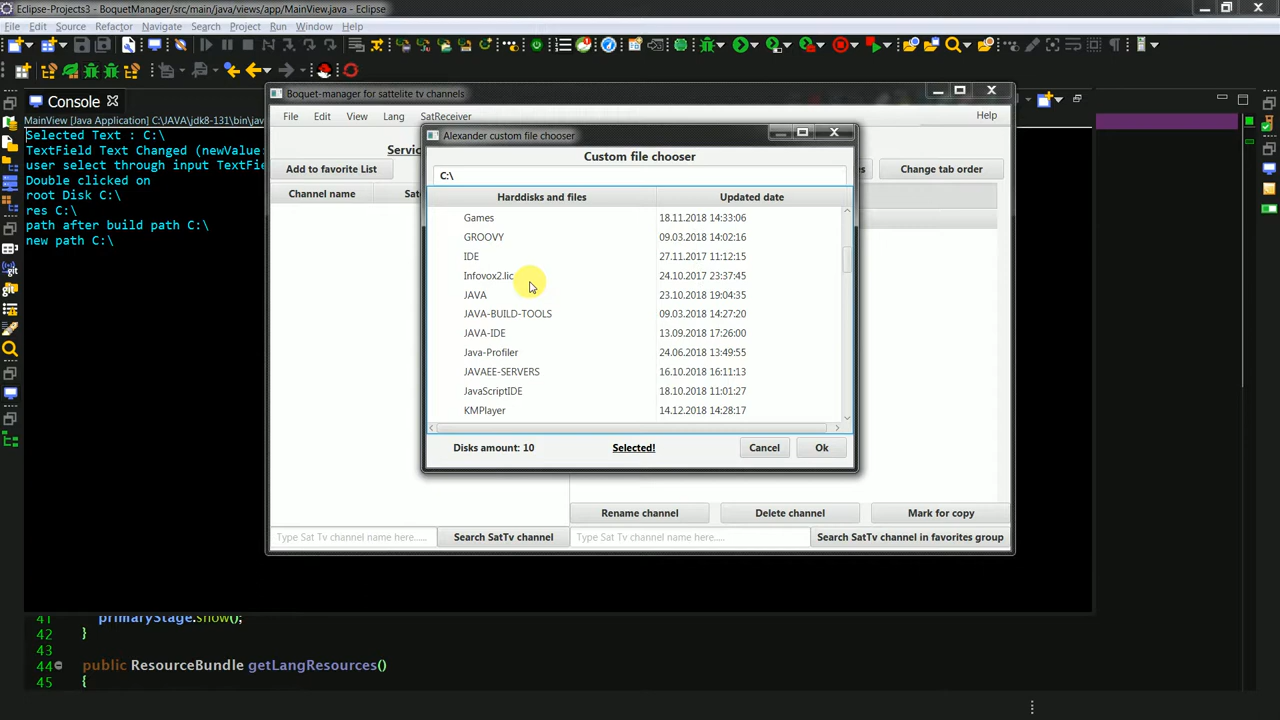 Eclipse-Projects3 - BoquetManager/src/main/java/views/app/MainView.java - Eclipse
File Edit Source Refactor Navigate Search Project Run Window Help
Console
MainView [Java Application] C:\JAVA\jdk8-131\bin\jav
Selected Text : C:\
TextField Text Changed (newValue:
user select through input TextFie
Double clicked on
root Disk C:\
res C:\
path after build path C:\
new path C:\
Boquet-manager for sattelite tv channels
File Edit View Lang SatReceiver Help
Servic
Add to favorite List
es
Change tab order
Channel name
Sate
Alexander custom file chooser
Custom file chooser
C:\
Harddisks and files Updated date
Games 18.11.2018 14:33:06
GROOVY 09.03.2018 14:02:16
IDE 27.11.2017 11:12:15
Infovox2.lic 24.10.2017 23:37:45
JAVA 23.10.2018 19:04:35
JAVA-BUILD-TOOLS 09.03.2018 14:27:20
JAVA-IDE 13.09.2018 17:26:00
Java-Profiler 24.06.2018 13:49:55
JAVAEE-SERVERS 16.10.2018 16:11:13
JavaScriptIDE 18.10.2018 11:01:27
KMPlayer 14.12.2018 14:28:17
Disks amount: 10 Selected! Cancel Ok
Rename channel Delete channel Mark for copy
Type Sat Tv channel name here..... Search SatTv channel Type Sat Tv channel name here..... Search SatTv channel in favorites group
41 primaryStage.show();
42 }
43
44 public ResourceBundle getLangResources()
45 {